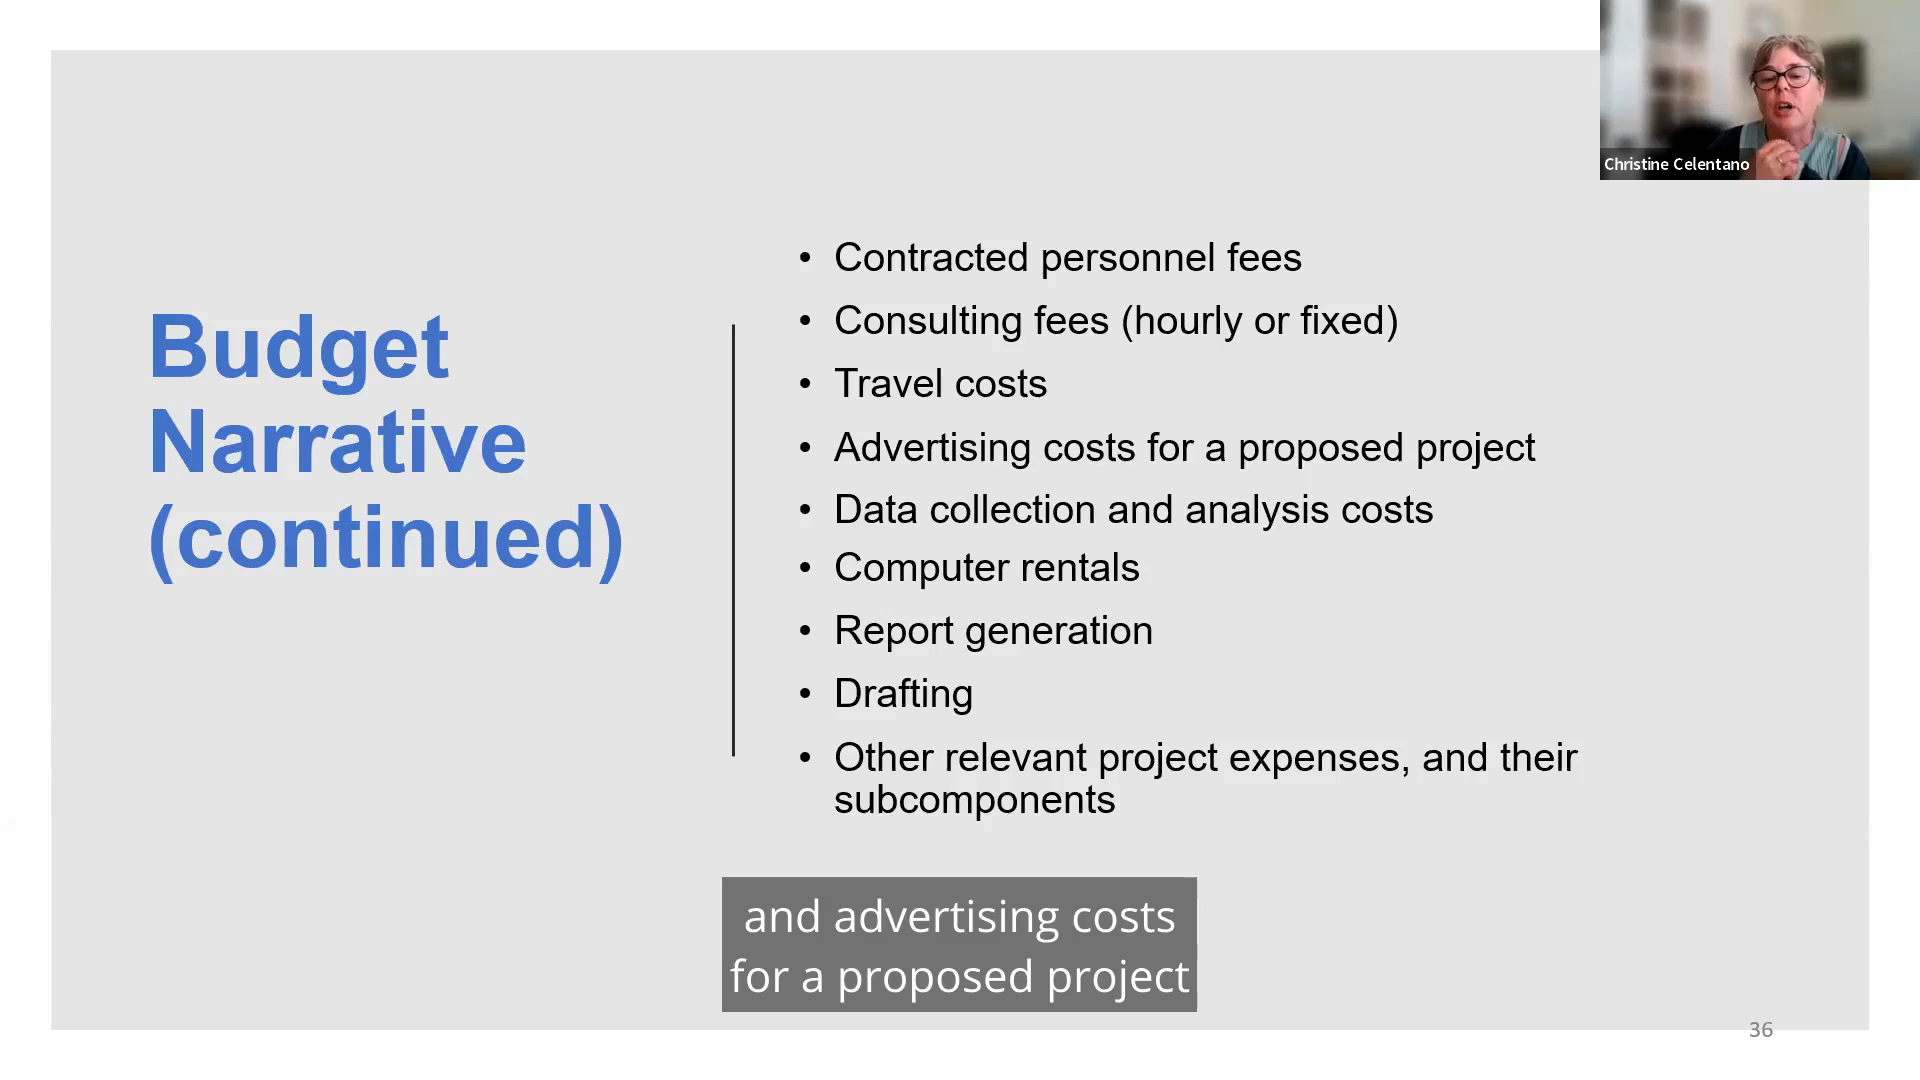 Christine Celentano
Budget
Narrative
(continued)
• Contracted personnel fees
• Consulting fees (hourly or fixed)
• Travel costs
• Advertising costs for a proposed project
• Data collection and analysis costs
• Computer rentals
• Report generation
• Drafting
• Other relevant project expenses, and their
subcomponents
and advertising costs
for a proposed project
36